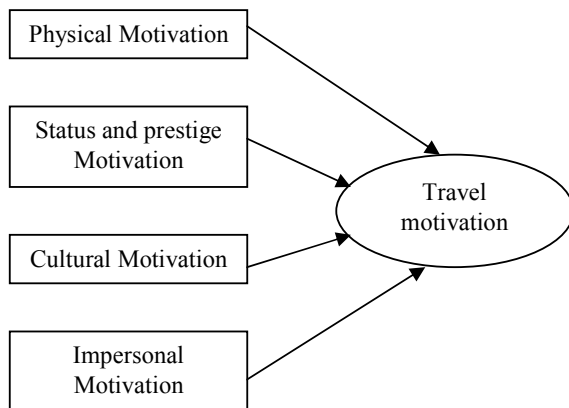 Physical Motivation
Status and prestige
Motivation
Travel
motivation
Cultural Motivation
Impersonal
Motivation